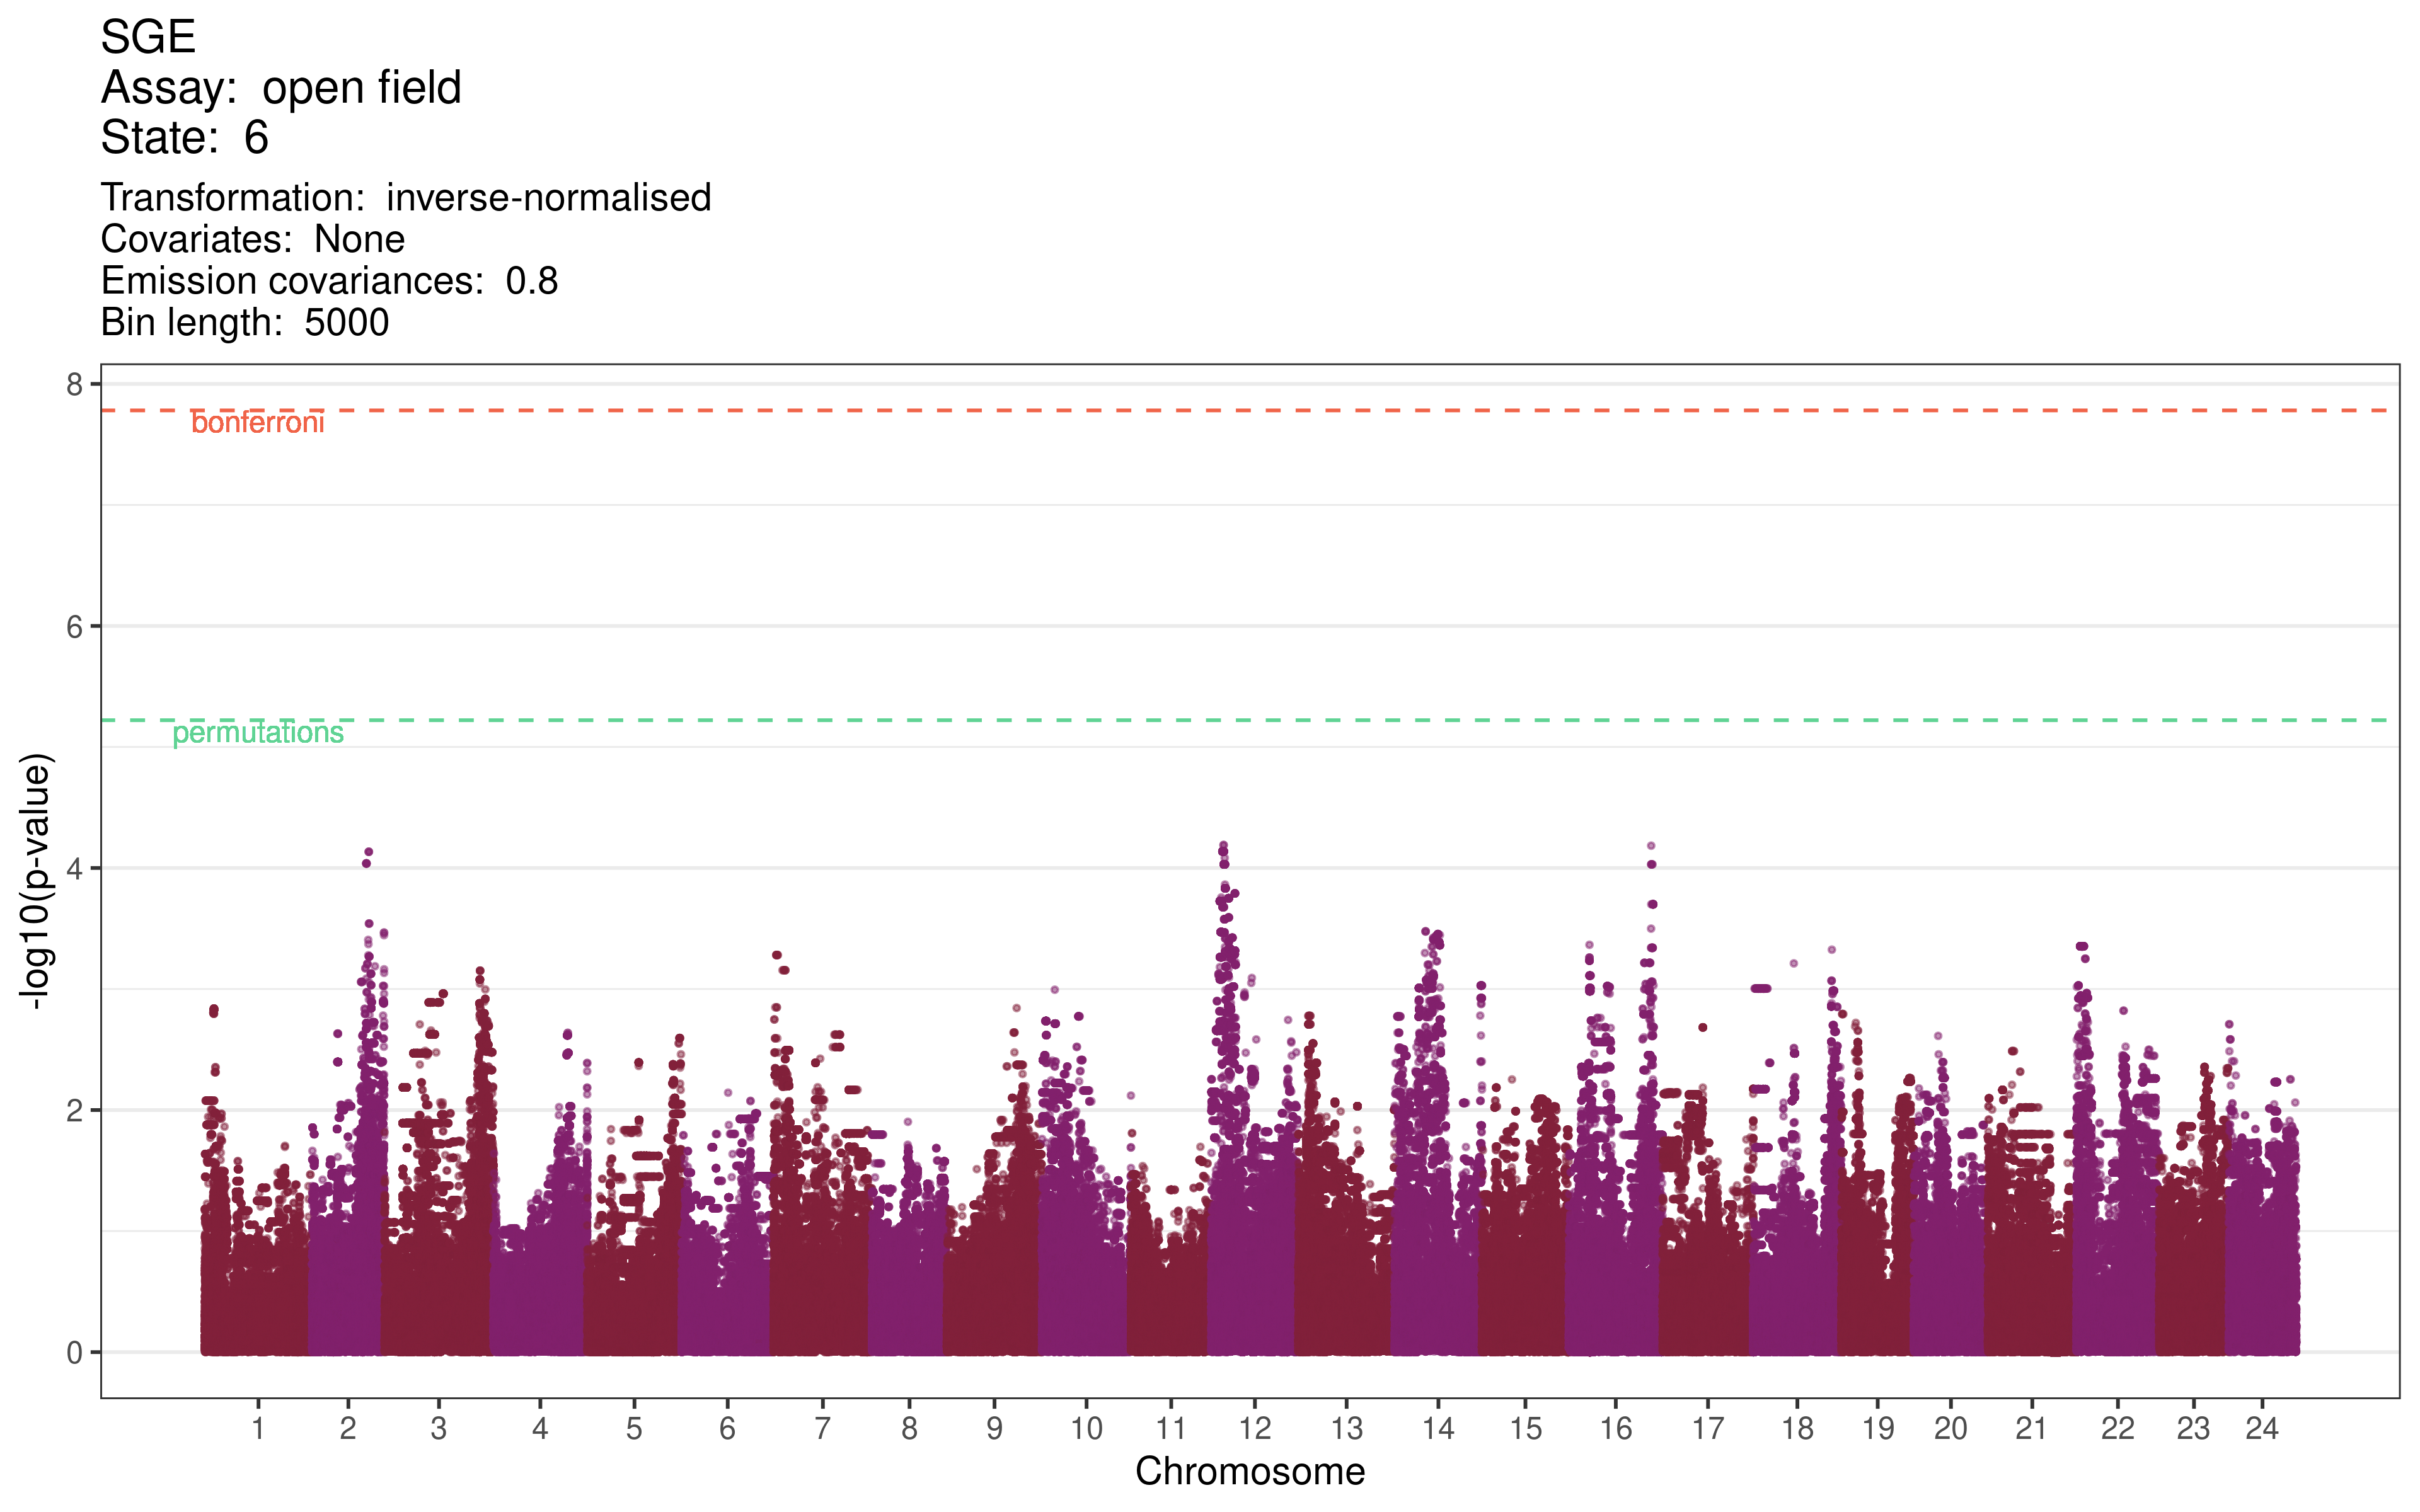 SGE
Assay:  open field
State:  6
Transformation:  inverse-normalised
Covariates:  None
Emission covariances:  0.8
Bin length:  5000
8
bonferroni
6
permutations
4
2
0
-log10(p-value)
1 2 3 4 5 6 7 8 9 10 11 12 13 14 15 16 17 18 19 20 21 22 23 24
Chromosome